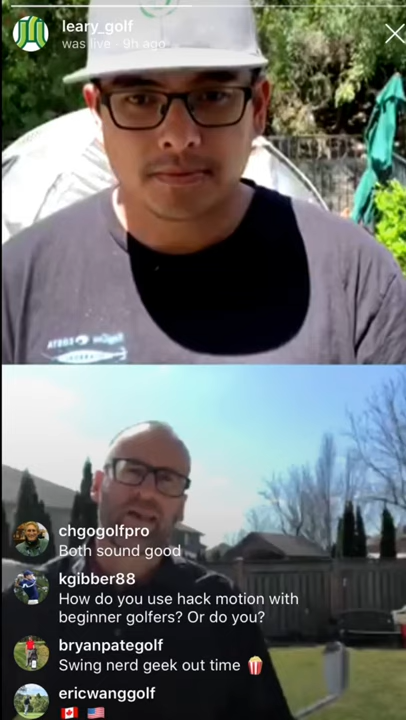 leary_golf
was live · 9h ago
COSTA
chgogolfpro
Both sound good
kgibber88
How do you use hack motion with
beginner golfers? Or do you?
bryanpategolf
Swing nerd geek out time 🍿
ericwanggolf
🇨🇦 🇺🇸